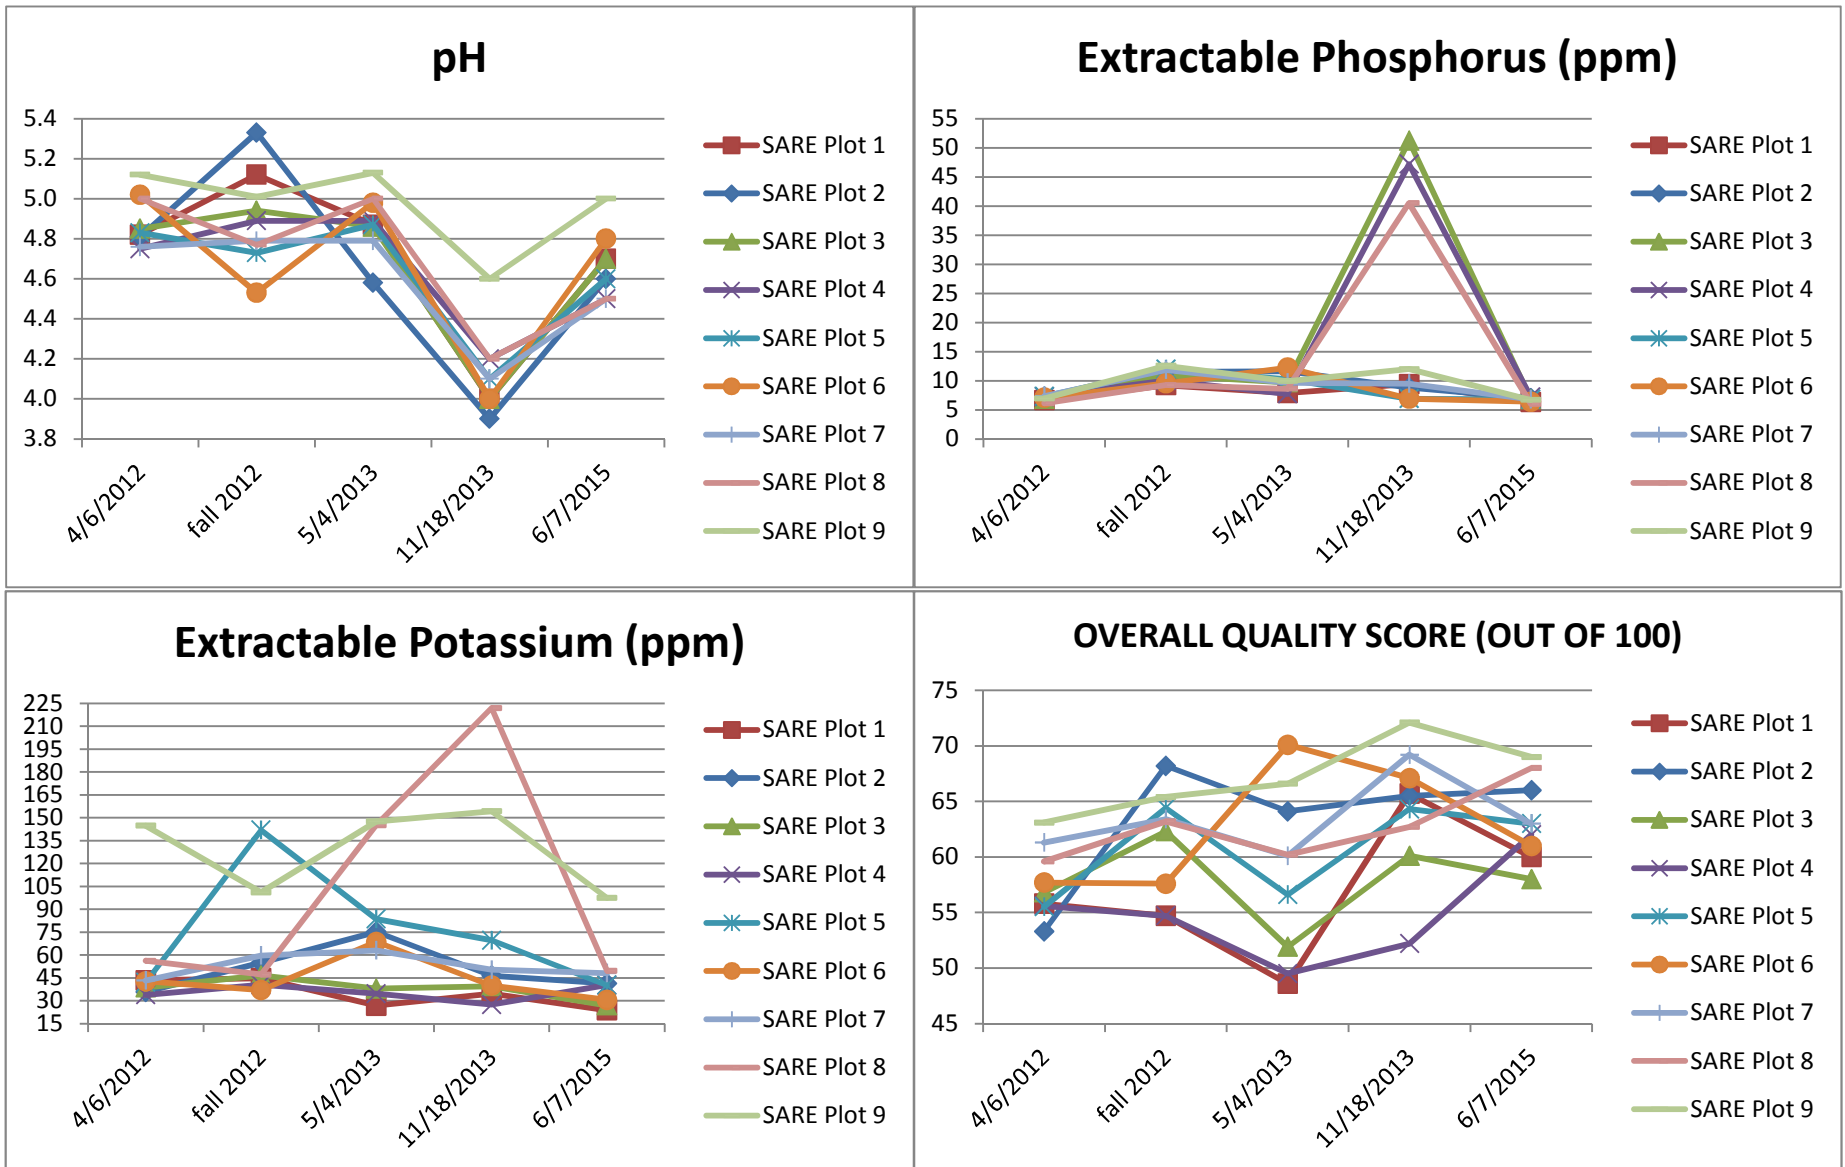 pH
5.4
5.2
5.0
4.8
4.6
4.4
4.2
4.0
3.8
4/6/2012
fall 2012
5/4/2013
11/18/2013
6/7/2015
SARE Plot 1
SARE Plot 2
SARE Plot 3
SARE Plot 4
SARE Plot 5
SARE Plot 6
SARE Plot 7
SARE Plot 8
SARE Plot 9
Extractable Phosphorus (ppm)
55
50
45
40
35
30
25
20
15
10
5
0
4/6/2012
fall 2012
5/4/2013
11/18/2013
6/7/2015
SARE Plot 1
SARE Plot 2
SARE Plot 3
SARE Plot 4
SARE Plot 5
SARE Plot 6
SARE Plot 7
SARE Plot 8
SARE Plot 9
Extractable Potassium (ppm)
225
210
195
180
165
150
135
120
105
90
75
60
45
30
15
4/6/2012
fall 2012
5/4/2013
11/18/2013
6/7/2015
SARE Plot 1
SARE Plot 2
SARE Plot 3
SARE Plot 4
SARE Plot 5
SARE Plot 6
SARE Plot 7
SARE Plot 8
SARE Plot 9
OVERALL QUALITY SCORE (OUT OF 100)
75
70
65
60
55
50
45
4/6/2012
fall 2012
5/4/2013
11/18/2013
6/7/2015
SARE Plot 1
SARE Plot 2
SARE Plot 3
SARE Plot 4
SARE Plot 5
SARE Plot 6
SARE Plot 7
SARE Plot 8
SARE Plot 9